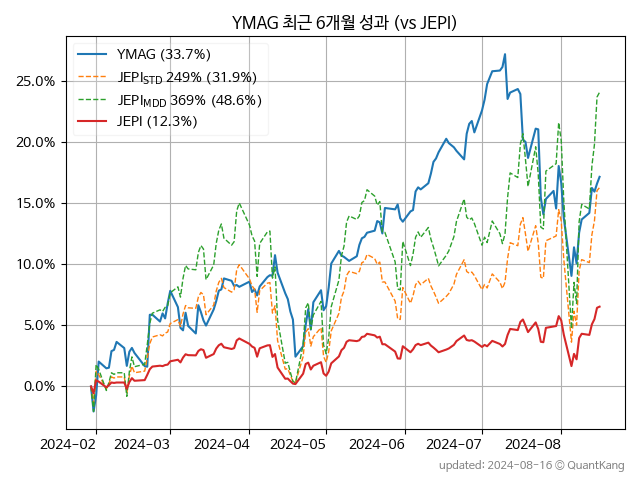 YMAG 최근 6개월 성과 (vs JEPI)
YMAG (33.7%)
JEPI_STD 249% (31.9%)
JEPI_MDD 369% (48.6%)
JEPI (12.3%)
25.0%
20.0%
15.0%
10.0%
5.0%
0.0%
2024-02 2024-03 2024-04 2024-05 2024-06 2024-07 2024-08
updated: 2024-08-16 © QuantKang